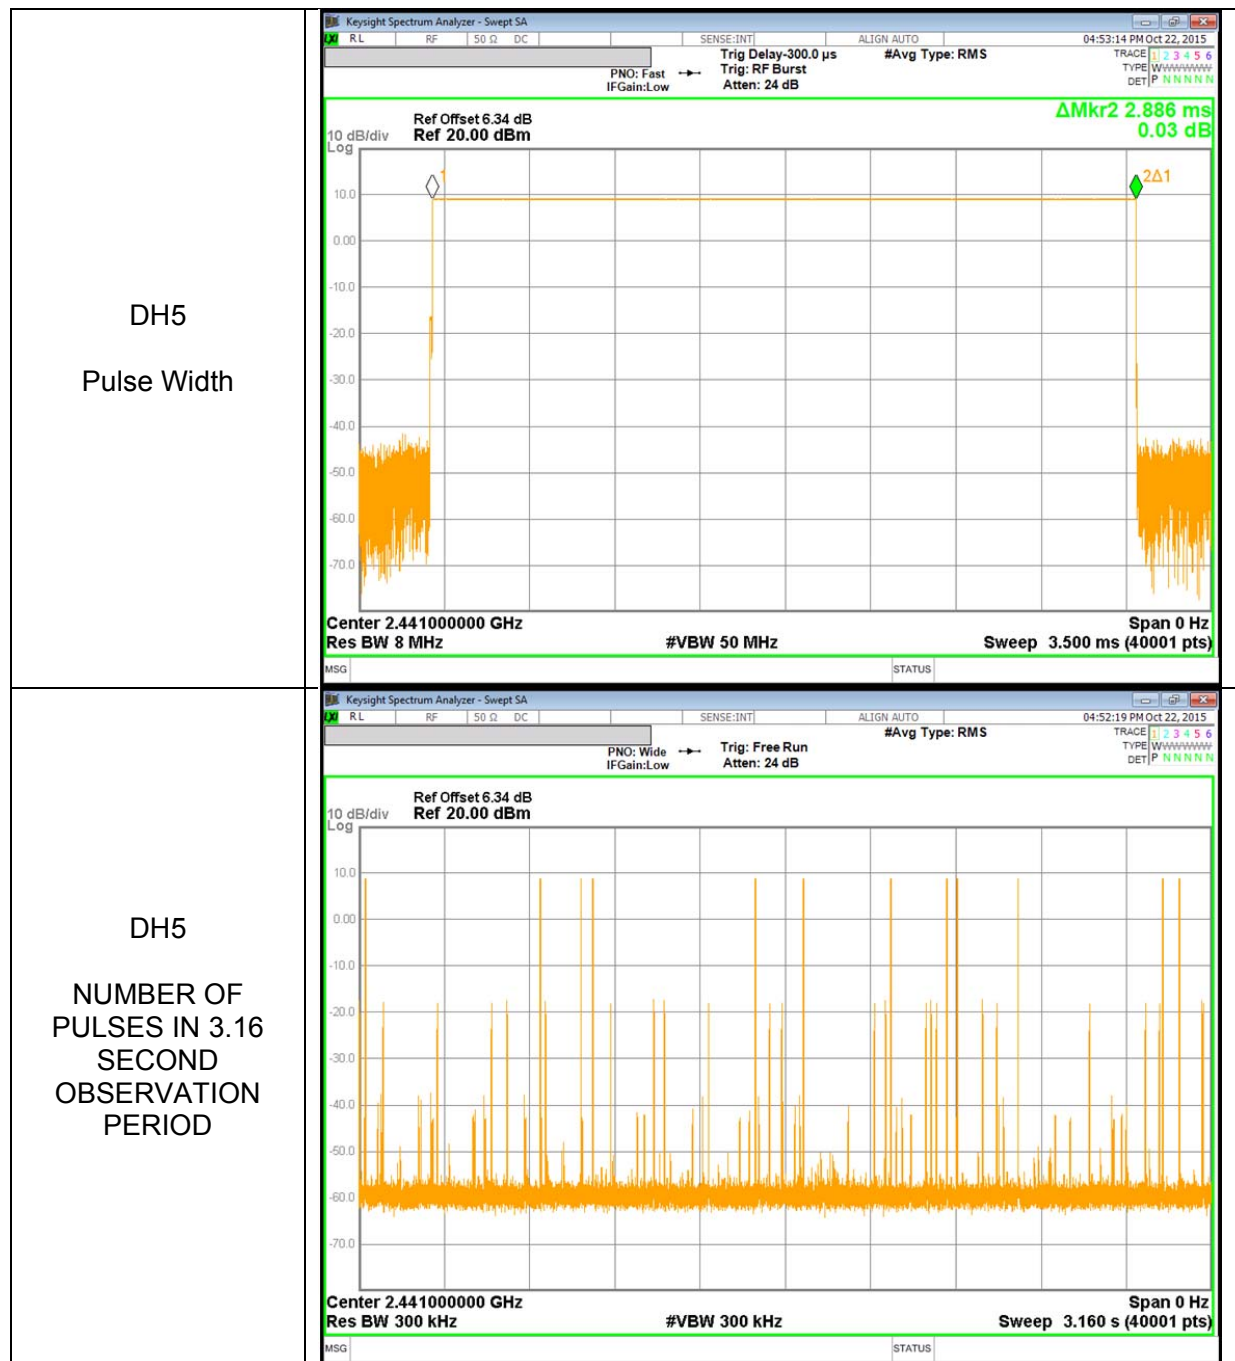 DH5
Pulse Width
Keysight Spectrum Analyzer - Swept SA
LXI RL RF 50 Ω DC SENSE:INT ALIGN AUTO 04:53:14 PM Oct 22, 2015
PNO: Fast
IFGain:Low
Trig Delay-300.0 µs
Trig: RF Burst
Atten: 24 dB
#Avg Type: RMS
TRACE 1 2 3 4 5 6
TYPE WWWWWWW
DET P N N N N N
ΔMkr2 2.886 ms
0.03 dB
Ref Offset 6.34 dB
10 dB/div Ref 20.00 dBm
Log
1
2Δ1
10.0
0.00
-10.0
-20.0
-30.0
-40.0
-50.0
-60.0
-70.0
Center 2.441000000 GHz Span 0 Hz
Res BW 8 MHz #VBW 50 MHz Sweep 3.500 ms (40001 pts)
MSG STATUS
DH5
NUMBER OF
PULSES IN 3.16
SECOND
OBSERVATION
PERIOD
Keysight Spectrum Analyzer - Swept SA
LXI RL RF 50 Ω DC SENSE:INT ALIGN AUTO 04:52:19 PM Oct 22, 2015
PNO: Wide
IFGain:Low
Trig: Free Run
Atten: 24 dB
#Avg Type: RMS
TRACE 1 2 3 4 5 6
TYPE WWWWWWW
DET P N N N N N
Ref Offset 6.34 dB
10 dB/div Ref 20.00 dBm
Log
10.0
0.00
-10.0
-20.0
-30.0
-40.0
-50.0
-60.0
-70.0
Center 2.441000000 GHz Span 0 Hz
Res BW 300 kHz #VBW 300 kHz Sweep 3.160 s (40001 pts)
MSG STATUS